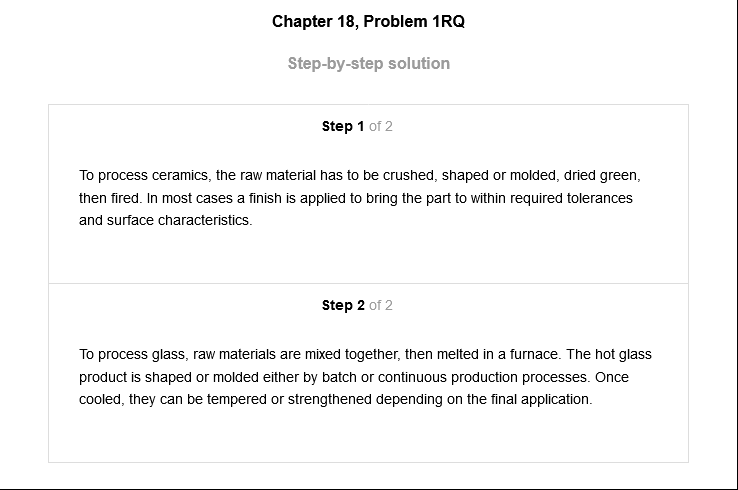 Chapter 18, Problem 1RQ
Step-by-step solution
Step 1 of 2
To process ceramics, the raw material has to be crushed, shaped or molded, dried green,
then fired. In most cases a finish is applied to bring the part to within required tolerances
and surface characteristics.
Step 2 of 2
To process glass, raw materials are mixed together, then melted in a furnace. The hot glass
product is shaped or molded either by batch or continuous production processes. Once
cooled, they can be tempered or strengthened depending on the final application.